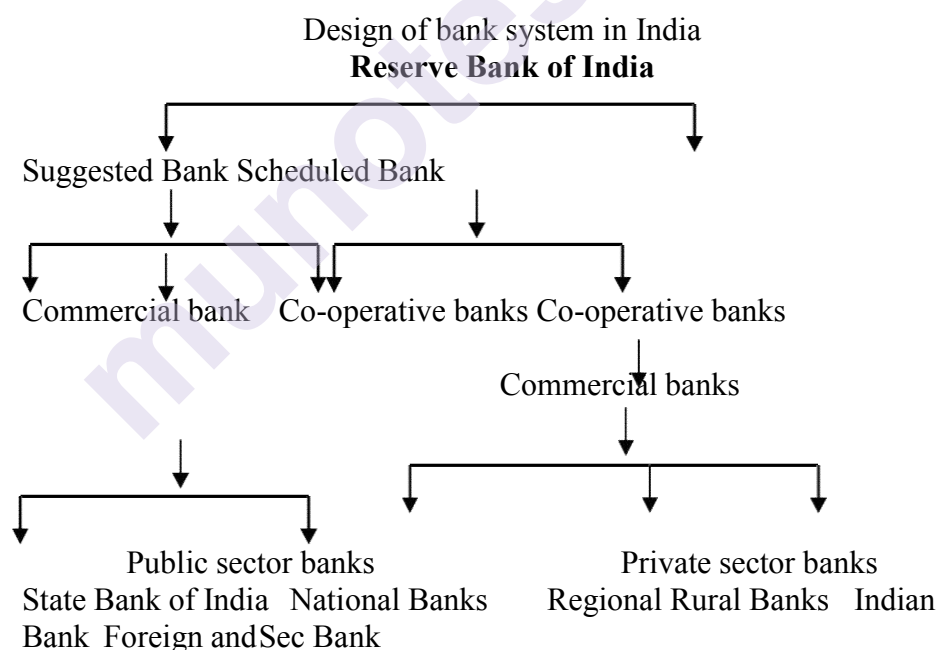 Design of bank system in India
Reserve Bank of India
Suggested Bank Scheduled Bank
Commercial bank Co-operative banks Co-operative banks
Commercial banks
Public sector banks Private sector banks
State Bank of India National Banks Regional Rural Banks Indian
Bank Foreign and Sec Bank
munotes